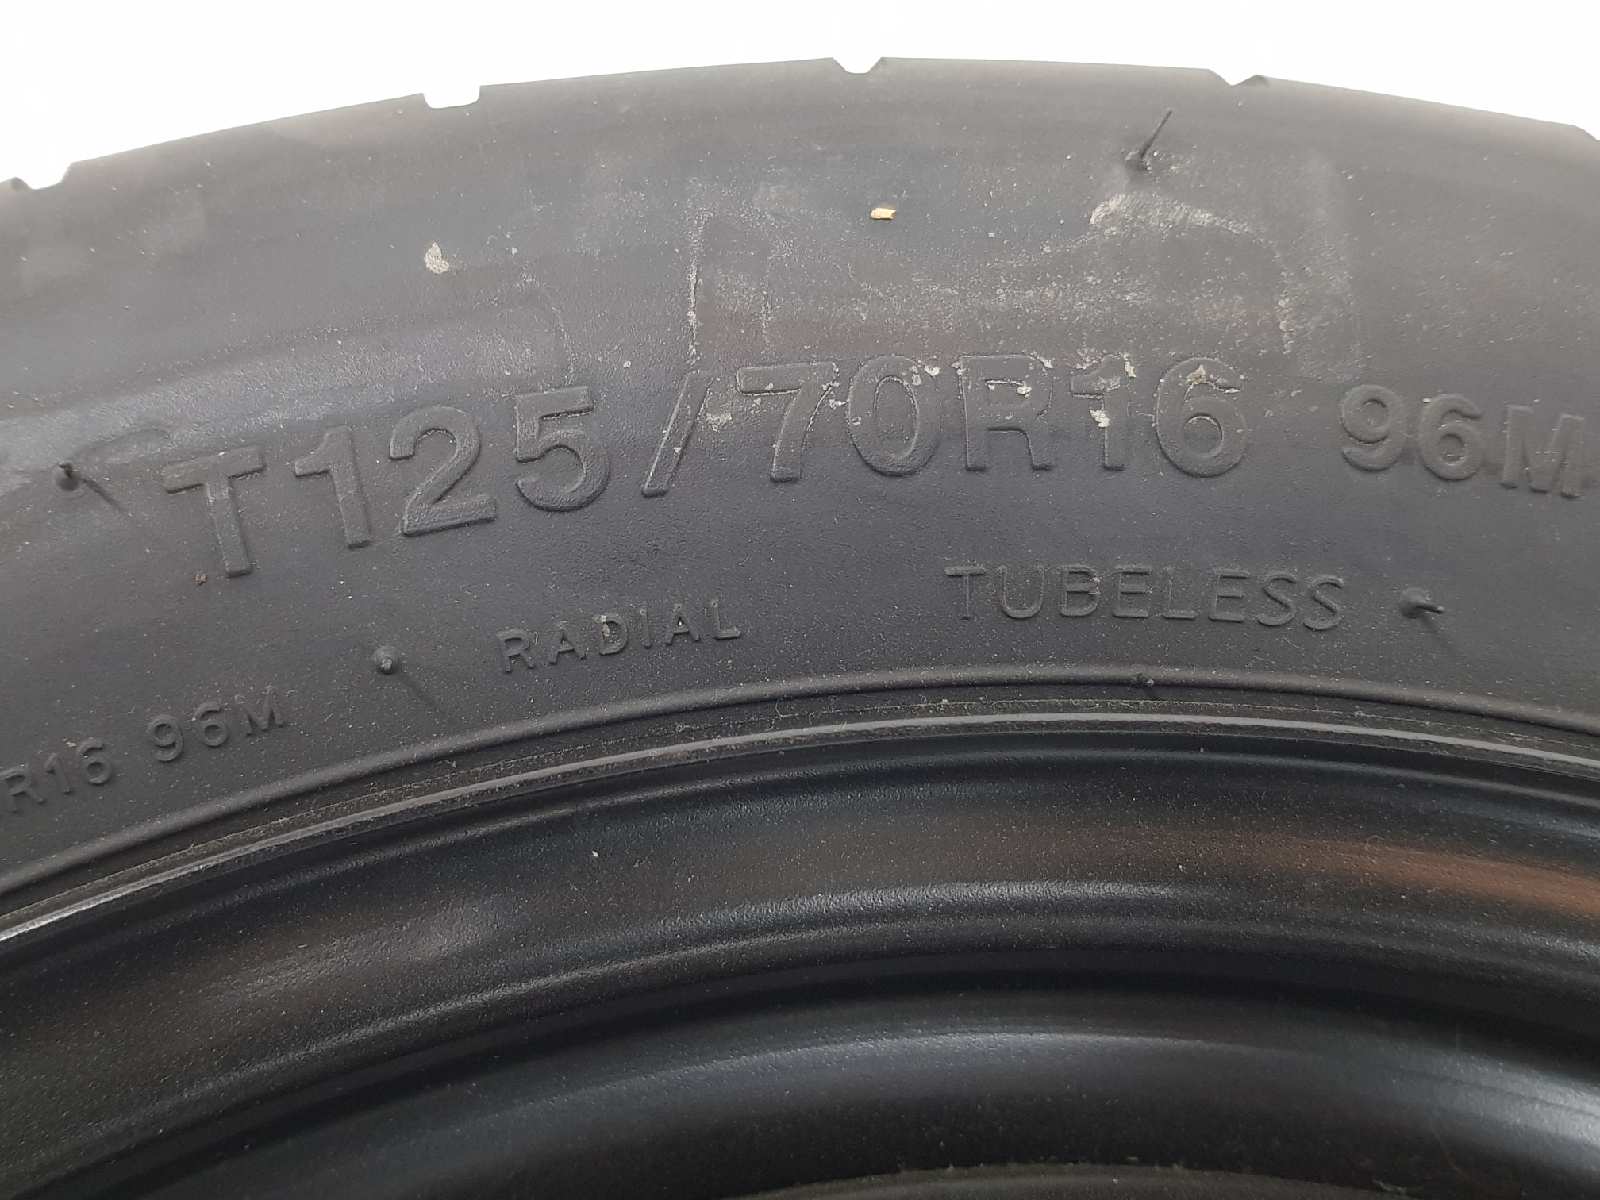 T125/70R16 96M
RADIAL TUBELESS
R16 96M